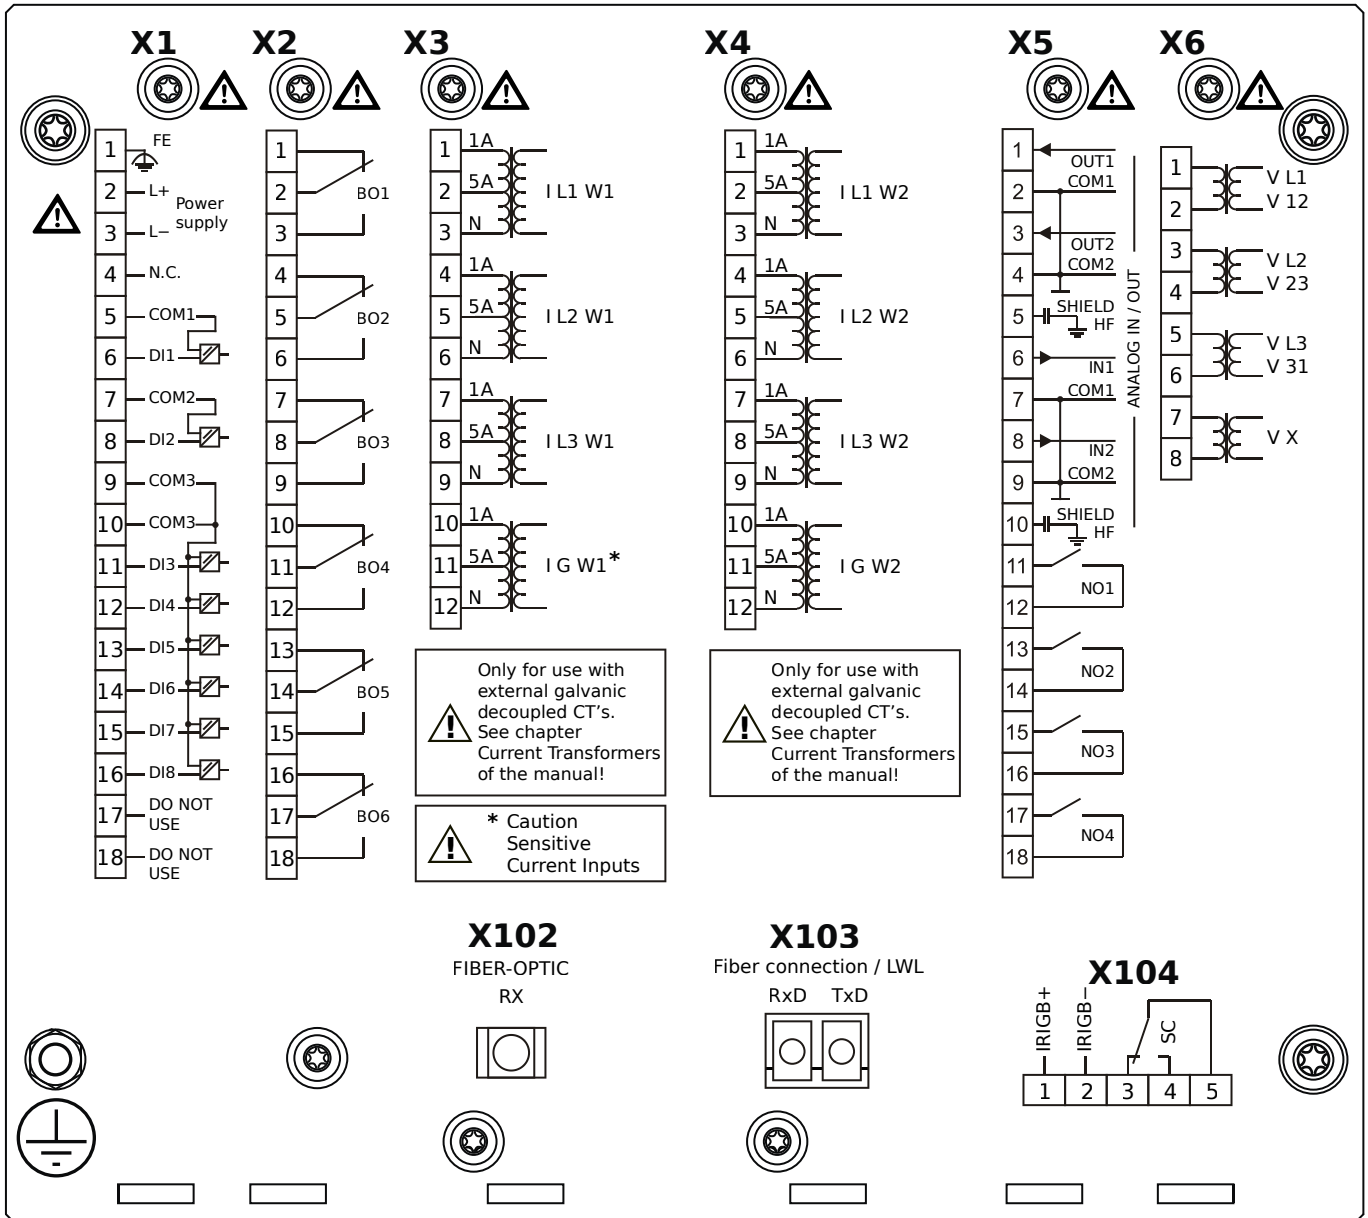 X1 X2 X3 X4 X5 X6
1 FE
2 L+
Power
supply
3 L−
4 N.C.
5 COM1
6 DI1
7 COM2
8 DI2
9 COM3
10 COM3
11 DI3
12 DI4
13 DI5
14 DI6
15 DI7
16 DI8
17 DO NOT
USE
18 DO NOT
USE
1
2 BO1
3
4
5 BO2
6
7
8 BO3
9
10
11 BO4
12
13
14 BO5
15
16
17 BO6
18
1 1A
2 5A I L1 W1
3 N
4 1A
5 5A I L2 W1
6 N
7 1A
8 5A I L3 W1
9 N
10 1A
11 5A I G W1*
12 N
Only for use with
external galvanic
decoupled CT's.
See chapter
Current Transformers
of the manual!
* Caution
Sensitive
Current Inputs
1 1A
2 5A I L1 W2
3 N
4 1A
5 5A I L2 W2
6 N
7 1A
8 5A I L3 W2
9 N
10 1A
11 5A I G W2
12 N
Only for use with
external galvanic
decoupled CT's.
See chapter
Current Transformers
of the manual!
1
OUT1
2 COM1
3
OUT2
4 COM2
5 SHIELD
HF
6
IN1
7 COM1
8
IN2
9 COM2
10 SHIELD
HF
ANALOG IN / OUT
11
NO1
12
13
NO2
14
15
NO3
16
17
NO4
18
1 V L1
2 V 12
3 V L2
4 V 23
5 V L3
6 V 31
7
V X
8
X102
FIBER-OPTIC
RX
X103
Fiber connection / LWL
RxD TxD
X104
IRIGB+ IRIGB− SC
1 2 3 4 5